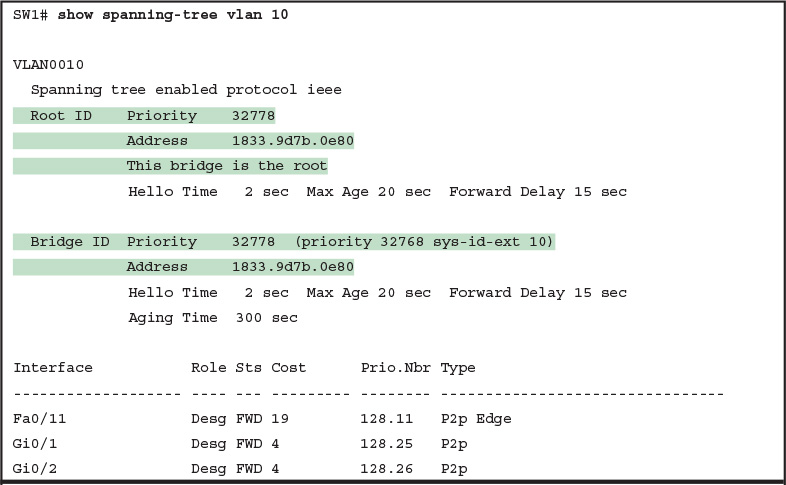 SW1# show spanning-tree vlan 10
VLAN0010
Spanning tree enabled protocol ieee
Root ID Priority 32778
Address 1833.9d7b.0e80
This bridge is the root
Hello Time 2 sec Max Age 20 sec Forward Delay 15 sec
Bridge ID Priority 32778 (priority 32768 sys-id-ext 10)
Address 1833.9d7b.0e80
Hello Time 2 sec Max Age 20 sec Forward Delay 15 sec
Aging Time 300 sec
Interface Role Sts Cost Prio.Nbr Type
------------------- ---- --- --------- -------- --------------------------------
Fa0/11 Desg FWD 19 128.11 P2p Edge
Gi0/1 Desg FWD 4 128.25 P2p
Gi0/2 Desg FWD 4 128.26 P2p